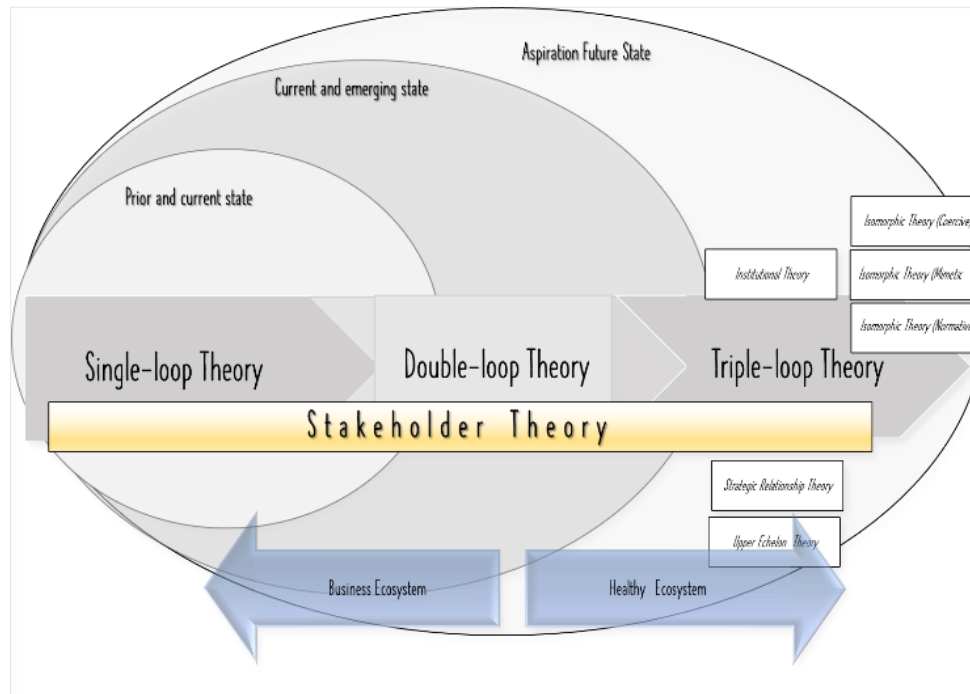 Aspiration Future State
Current and emerging state
Prior and current state
Isomorphic Theory (Coercive)
Institutional Theory
Isomorphic Theory (Mimetic
Isomorphic Theory (Normative
Single-loop Theory
Double-loop Theory
Triple-loop Theory
Stakeholder Theory
Strategic Relationship Theory
Upper Echelon Theory
Business Ecosystem
Healthy Ecosystem